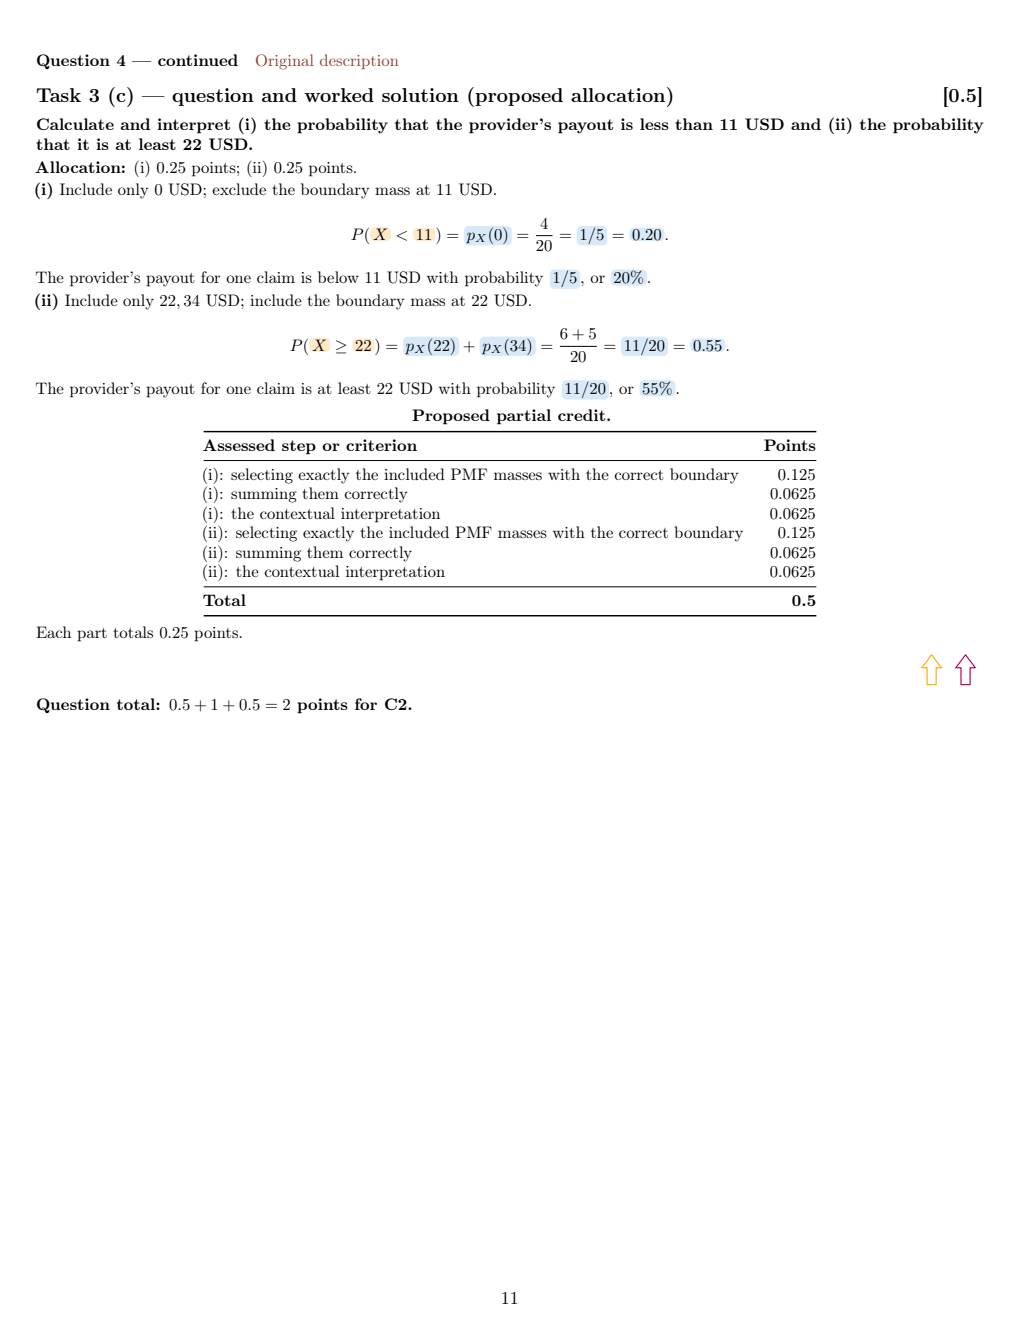 Question 4 — continued Original description
Task 3 (c) — question and worked solution (proposed allocation) [0.5]
Calculate and interpret (i) the probability that the provider's payout is less than 11 USD and (ii) the probability
that it is at least 22 USD.
Allocation: (i) 0.25 points; (ii) 0.25 points.
(i) Include only 0 USD; exclude the boundary mass at 11 USD.
P(X < 11) = p_X(0) = 4/20 = 1/5 = 0.20.
The provider's payout for one claim is below 11 USD with probability 1/5, or 20%.
(ii) Include only 22, 34 USD; include the boundary mass at 22 USD.
P(X ≥ 22) = p_X(22) + p_X(34) = (6 + 5)/20 = 11/20 = 0.55.
The provider's payout for one claim is at least 22 USD with probability 11/20, or 55%.
Proposed partial credit.
Assessed step or criterion Points
(i): selecting exactly the included PMF masses with the correct boundary 0.125
(i): summing them correctly 0.0625
(i): the contextual interpretation 0.0625
(ii): selecting exactly the included PMF masses with the correct boundary 0.125
(ii): summing them correctly 0.0625
(ii): the contextual interpretation 0.0625
Total 0.5
Each part totals 0.25 points.
Question total: 0.5 + 1 + 0.5 = 2 points for C2.
11